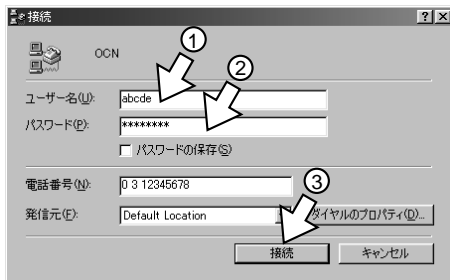 接続
①
OCN
②
ユーザー名(U): abcde
パスワード(P): ********
パスワードの保存(S)
電話番号(N): 0 3 12345678
③
発信元(F): Default Location ダイヤルのプロパティ(D)...
接続 キャンセル